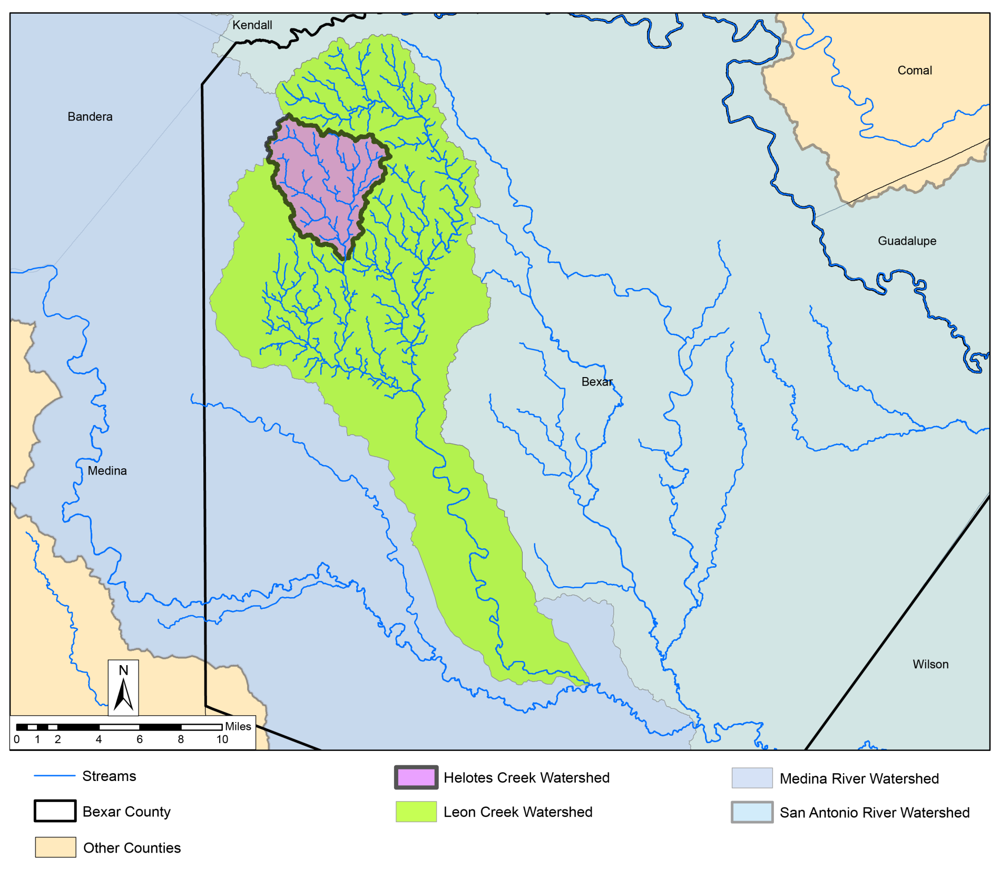 Kendall
Comal
Bandera
Guadalupe
Bexar
Medina
Wilson
N
Miles
0 1 2 4 6 8 10
Streams
Helotes Creek Watershed
Medina River Watershed
Bexar County
Leon Creek Watershed
San Antonio River Watershed
Other Counties